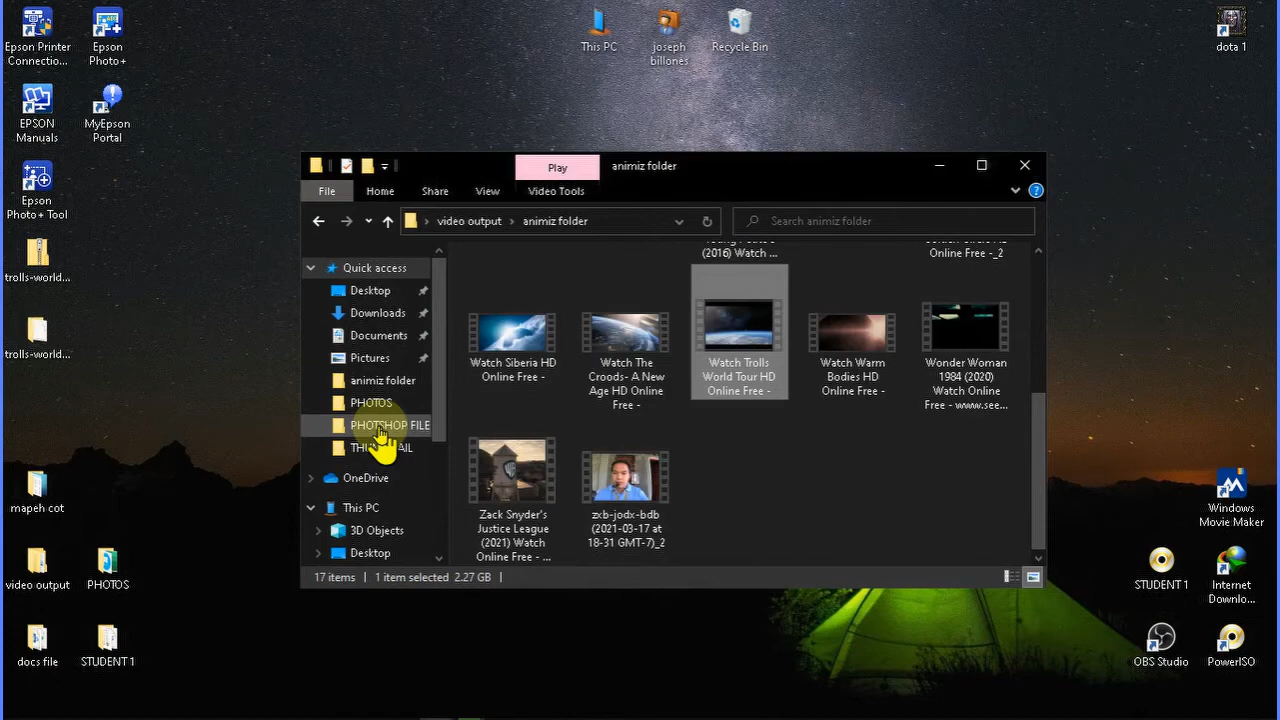 Epson Printer
Connectio...
Epson
Photo+
This PC
joseph
billones
Recycle Bin
dota 1
EPSON
Manuals
MyEpson
Portal
Epson
Photo+ Tool
trolls-world...
trolls-world...
mapeh cot
video output
PHOTOS
docs file
STUDENT 1
Play
animiz folder
File
Home
Share
View
Video Tools
video output
animiz folder
Search animiz folder
Quick access
Desktop
Downloads
Documents
Pictures
animiz folder
PHOTOS
PHOTSHOP FILE
OneDrive
This PC
3D Objects
Desktop
(2016) Watch ...
Online Free -_2
Watch Siberia HD
Online Free -
Watch The
Croods- A New
Age HD Online
Free -
Watch Trolls
World Tour HD
Online Free -
Watch Warm
Bodies HD
Online Free -
Wonder Woman
1984 (2020)
Watch Online
Free - www.see...
Zack Snyder's
Justice League
(2021) Watch
Online Free - ...
zxb-jodx-bdb
(2021-03-17 at
18-31 GMT-7)_2
17 items
1 item selected 2.27 GB
Windows
Movie Maker
STUDENT 1
Internet
Downlo...
OBS Studio
PowerISO